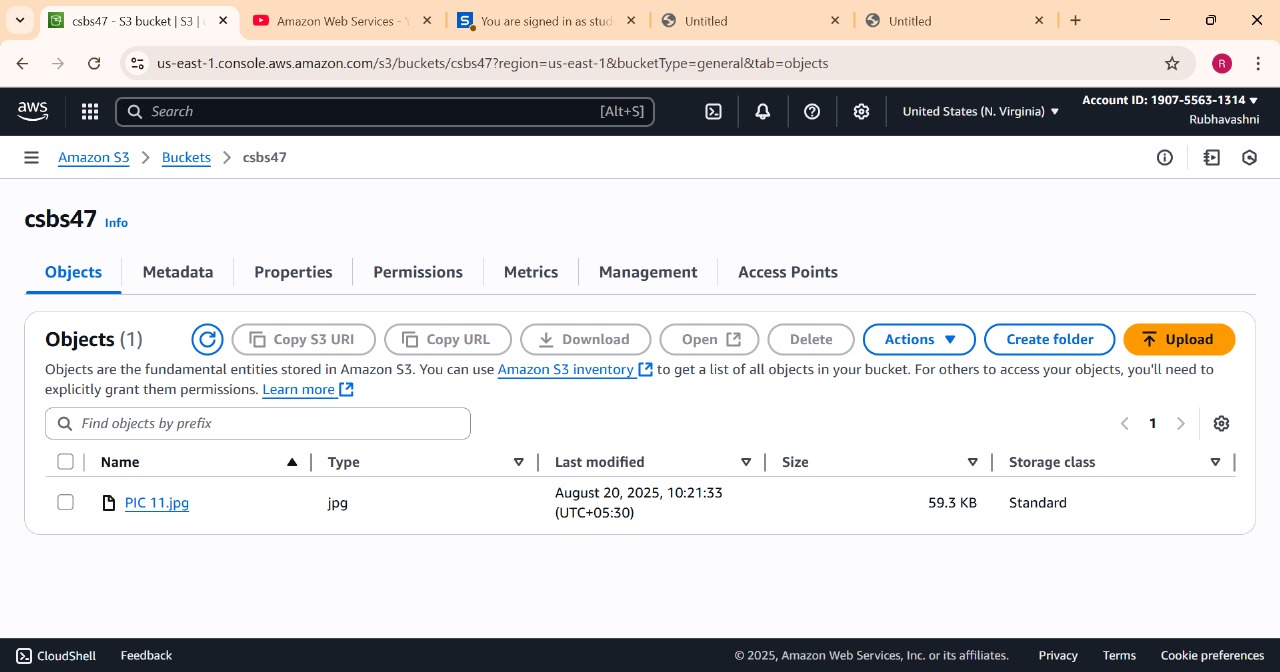 csbs47 - S3 bucket | S3 | u
Amazon Web Services - Y
You are signed in as stud
Untitled
Untitled
us-east-1.console.aws.amazon.com/s3/buckets/csbs47?region=us-east-1&bucketType=general&tab=objects
R
aws
Search
[Alt+S]
United States (N. Virginia) ▼
Account ID: 1907-5563-1314 ▼
Rubhavashni
Amazon S3 > Buckets > csbs47
csbs47 Info
Objects Metadata Properties Permissions Metrics Management Access Points
Objects (1) Copy S3 URI Copy URL Download Open Delete Actions ▼ Create folder Upload
Objects are the fundamental entities stored in Amazon S3. You can use Amazon S3 inventory to get a list of all objects in your bucket. For others to access your objects, you'll need to
explicitly grant them permissions. Learn more
Find objects by prefix
1
Name Type Last modified Size Storage class
PIC 11.jpg jpg August 20, 2025, 10:21:33 59.3 KB Standard
(UTC+05:30)
CloudShell Feedback © 2025, Amazon Web Services, Inc. or its affiliates. Privacy Terms Cookie preferences